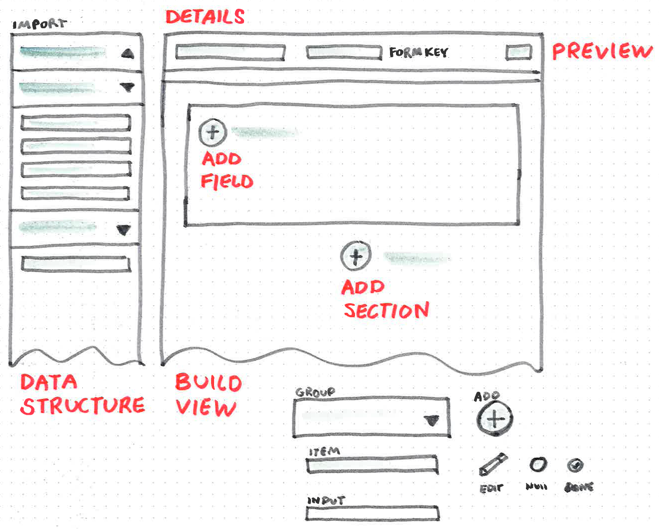 IMPORT
DETAILS
FORM KEY
PREVIEW
ADD
FIELD
ADD
SECTION
DATA
STRUCTURE
BUILD
VIEW
GROUP
ADD
ITEM
EDIT
NULL
DONE
INPUT